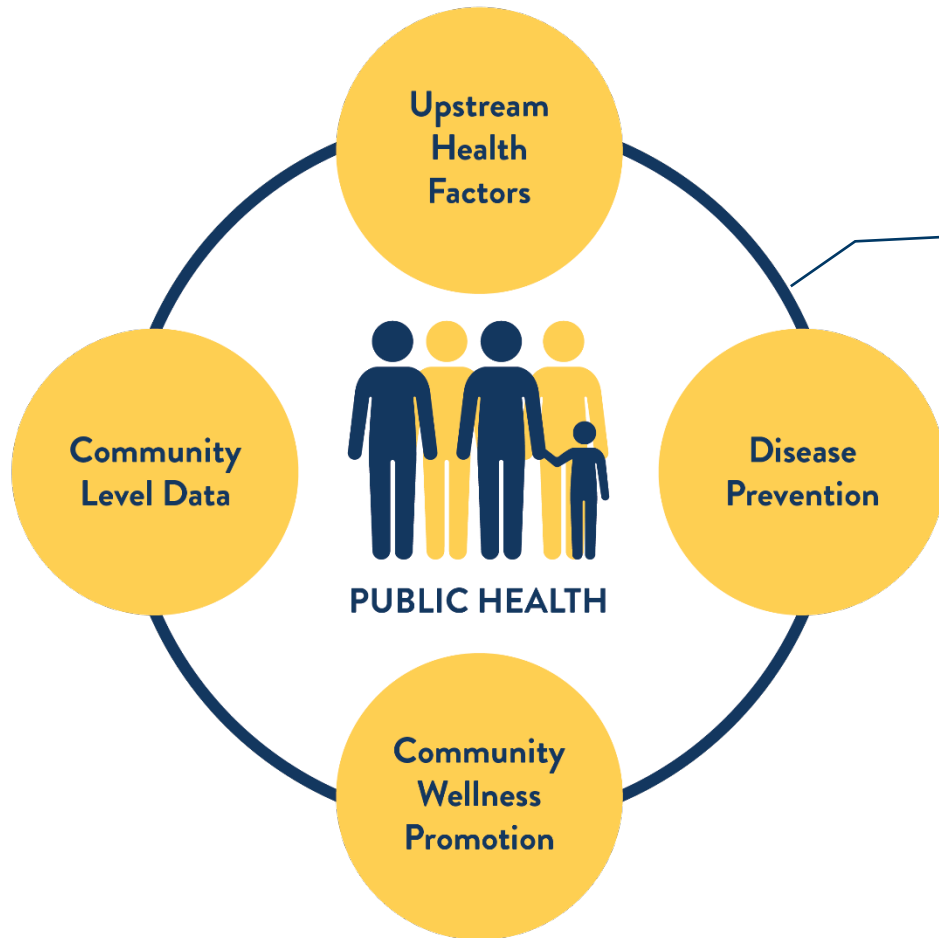 Upstream
Health
Factors
Community
Level Data
Disease
Prevention
PUBLIC HEALTH
Community
Wellness
Promotion